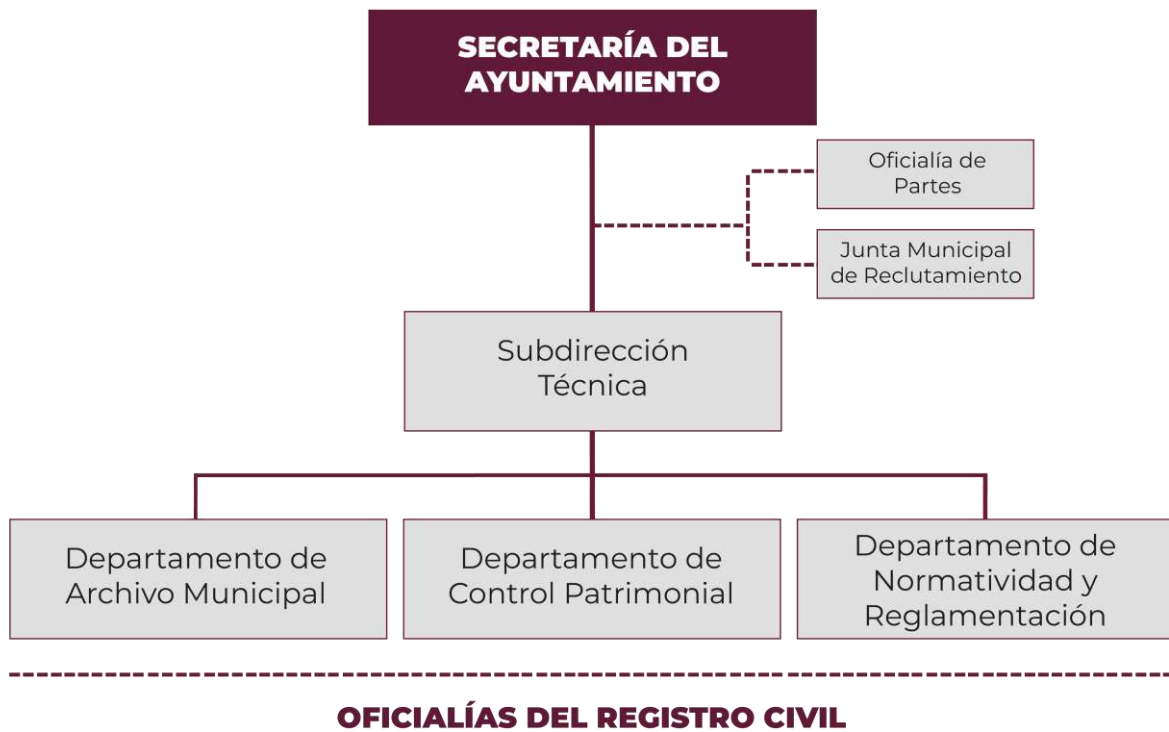 SECRETARÍA DEL
AYUNTAMIENTO
Oficialía de
Partes
Junta Municipal
de Reclutamiento
Subdirección
Técnica
Departamento de
Archivo Municipal
Departamento de
Control Patrimonial
Departamento de
Normatividad y
Reglamentación
OFICIALÍAS DEL REGISTRO CIVIL